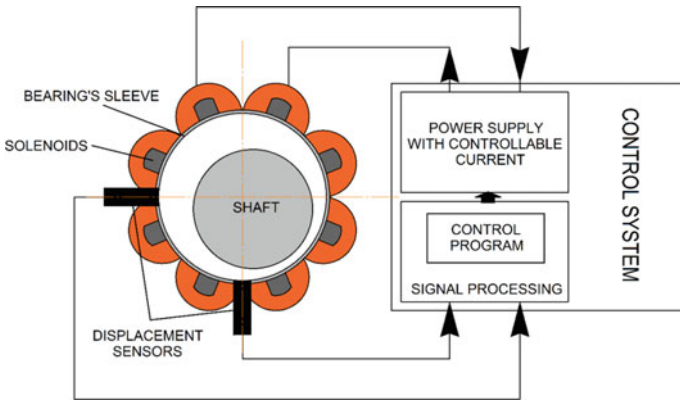 BEARING'S SLEEVE
SOLENOIDS
SHAFT
DISPLACEMENT
SENSORS
POWER SUPPLY
WITH CONTROLLABLE
CURRENT
CONTROL
PROGRAM
SIGNAL PROCESSING
CONTROL SYSTEM